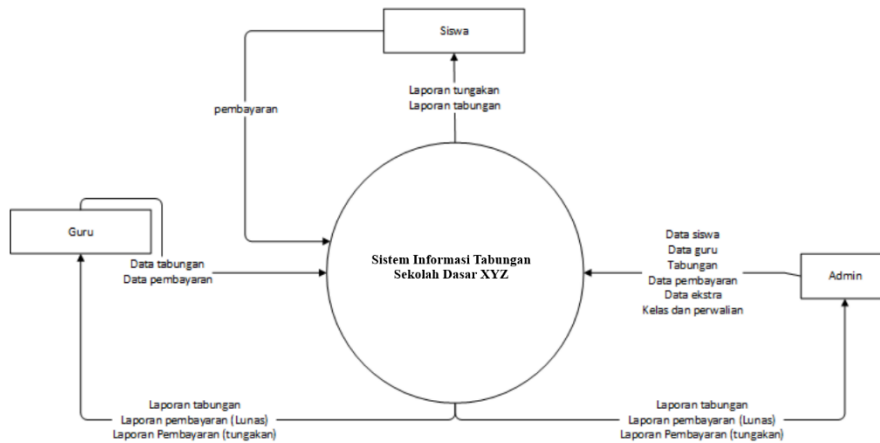 Siswa
Laporan tungakan
Laporan tabungan
pembayaran
Guru
Data tabungan
Data pembayaran
Sistem Informasi Tabungan
Sekolah Dasar XYZ
Data siswa
Data guru
Tabungan
Data pembayaran
Data ekstra
Kelas dan perwalian
Admin
Laporan tabungan
Laporan pembayaran (Lunas)
Laporan Pembayaran (tungakan)
Laporan tabungan
Laporan pembayaran (Lunas)
Laporan Pembayaran (tungakan)